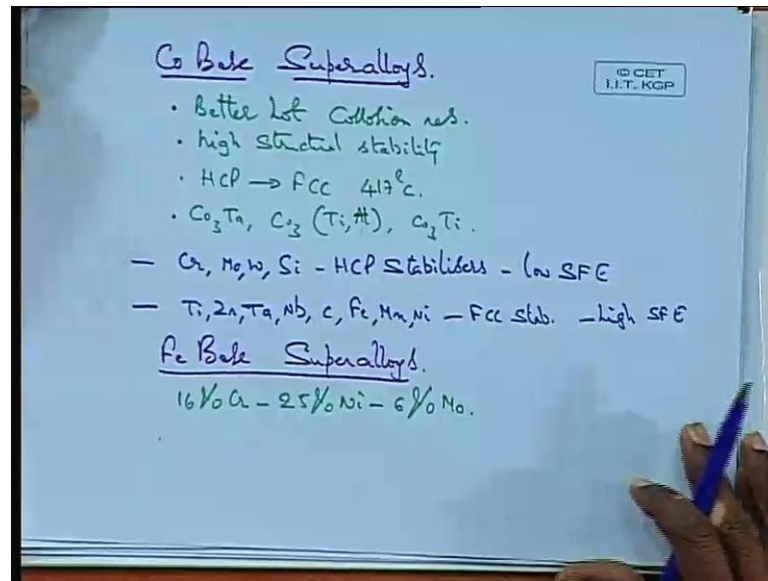 Co Base Superalloys.
© CET
I.I.T. KGP
· Better hot Corrosion res.
· high structural stability
· HCP → FCC 417°C.
· Co3Ta, Co3 (Ti, Al), Co3Ti.
— Cr, Mo, W, Si - HCP Stabilisers - low SFE
— Ti, Zr, Ta, Nb, C, Fe, Mn, Ni — FCC Stab. - high SFE
Fe Base Superalloys.
16%Cr - 25%Ni - 6%Mo.